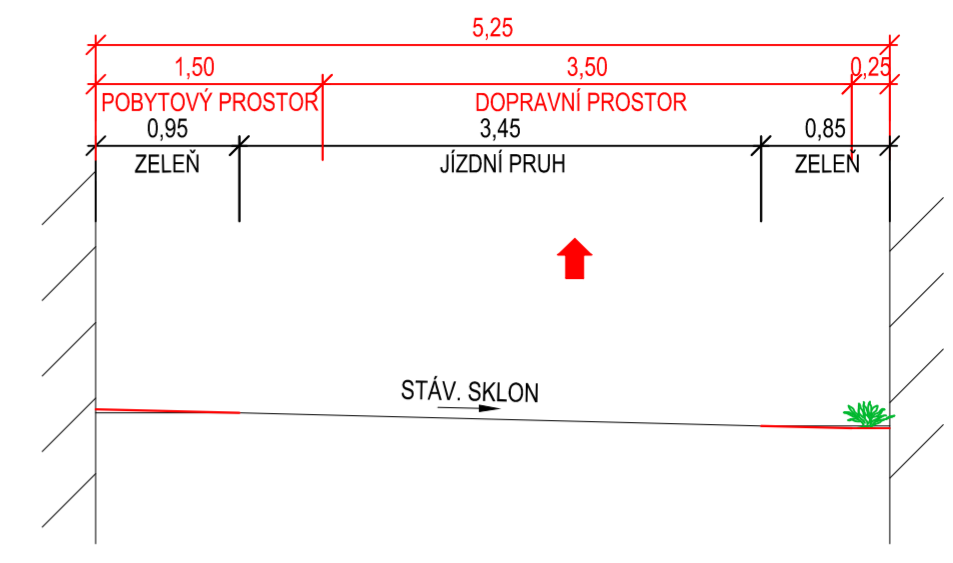 5,25
1,50 3,50 0,25
POBYTOVÝ PROSTOR DOPRAVNÍ PROSTOR
0,95 3,45 0,85
ZELEŇ JÍZDNÍ PRUH ZELEŇ
STÁV. SKLON